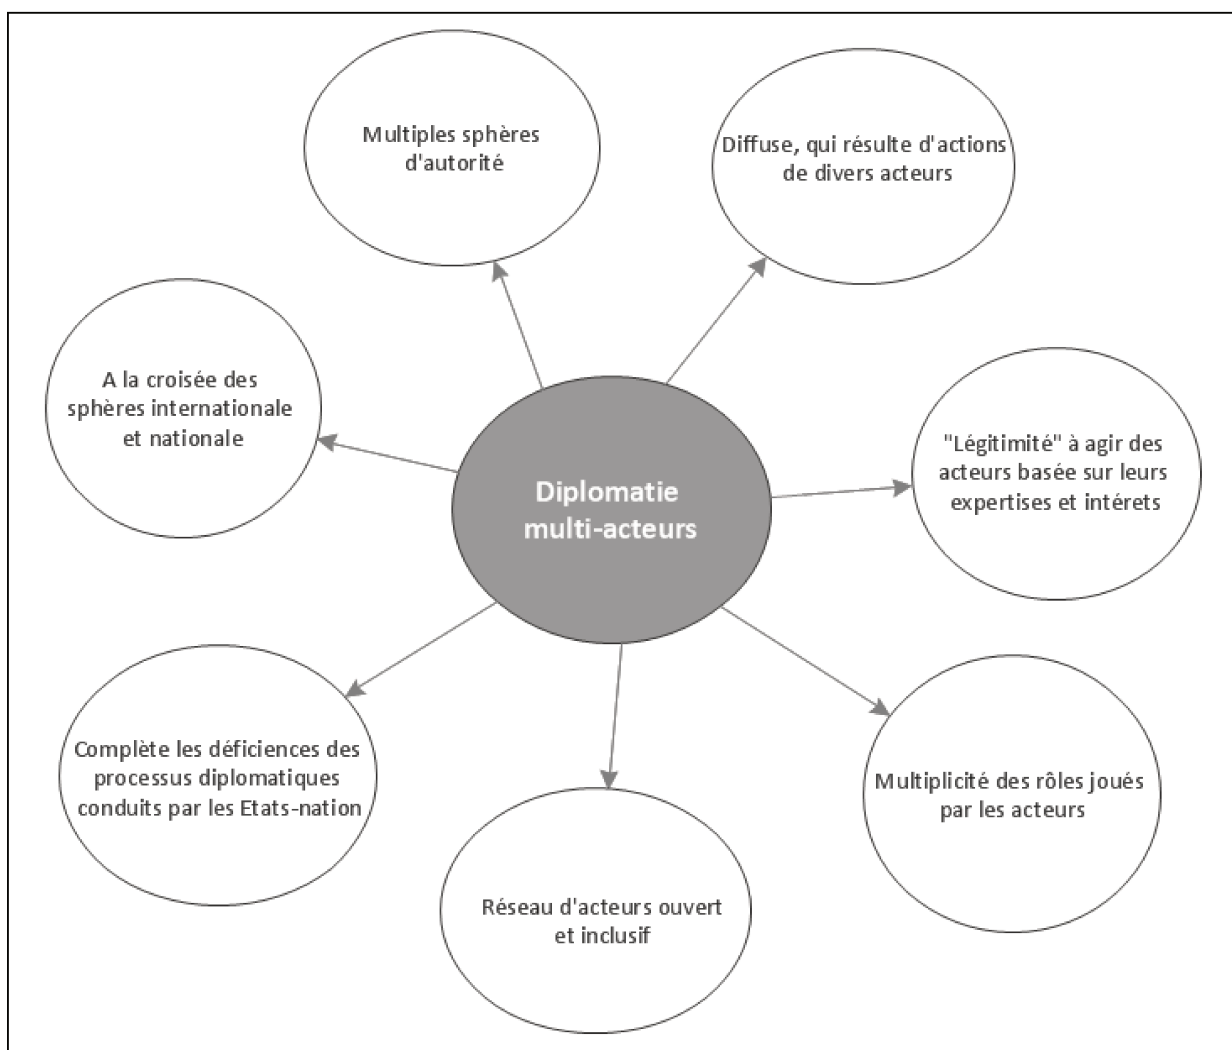 Multiples sphères
d'autorité
Diffuse, qui résulte d'actions
de divers acteurs
A la croisée des
sphères internationale
et nationale
"Légitimité" à agir des
acteurs basée sur leurs
expertises et intérets
Diplomatie
multi-acteurs
Complète les déficiences des
processus diplomatiques
conduits par les Etats-nation
Multiplicité des rôles joués
par les acteurs
Réseau d'acteurs ouvert
et inclusif